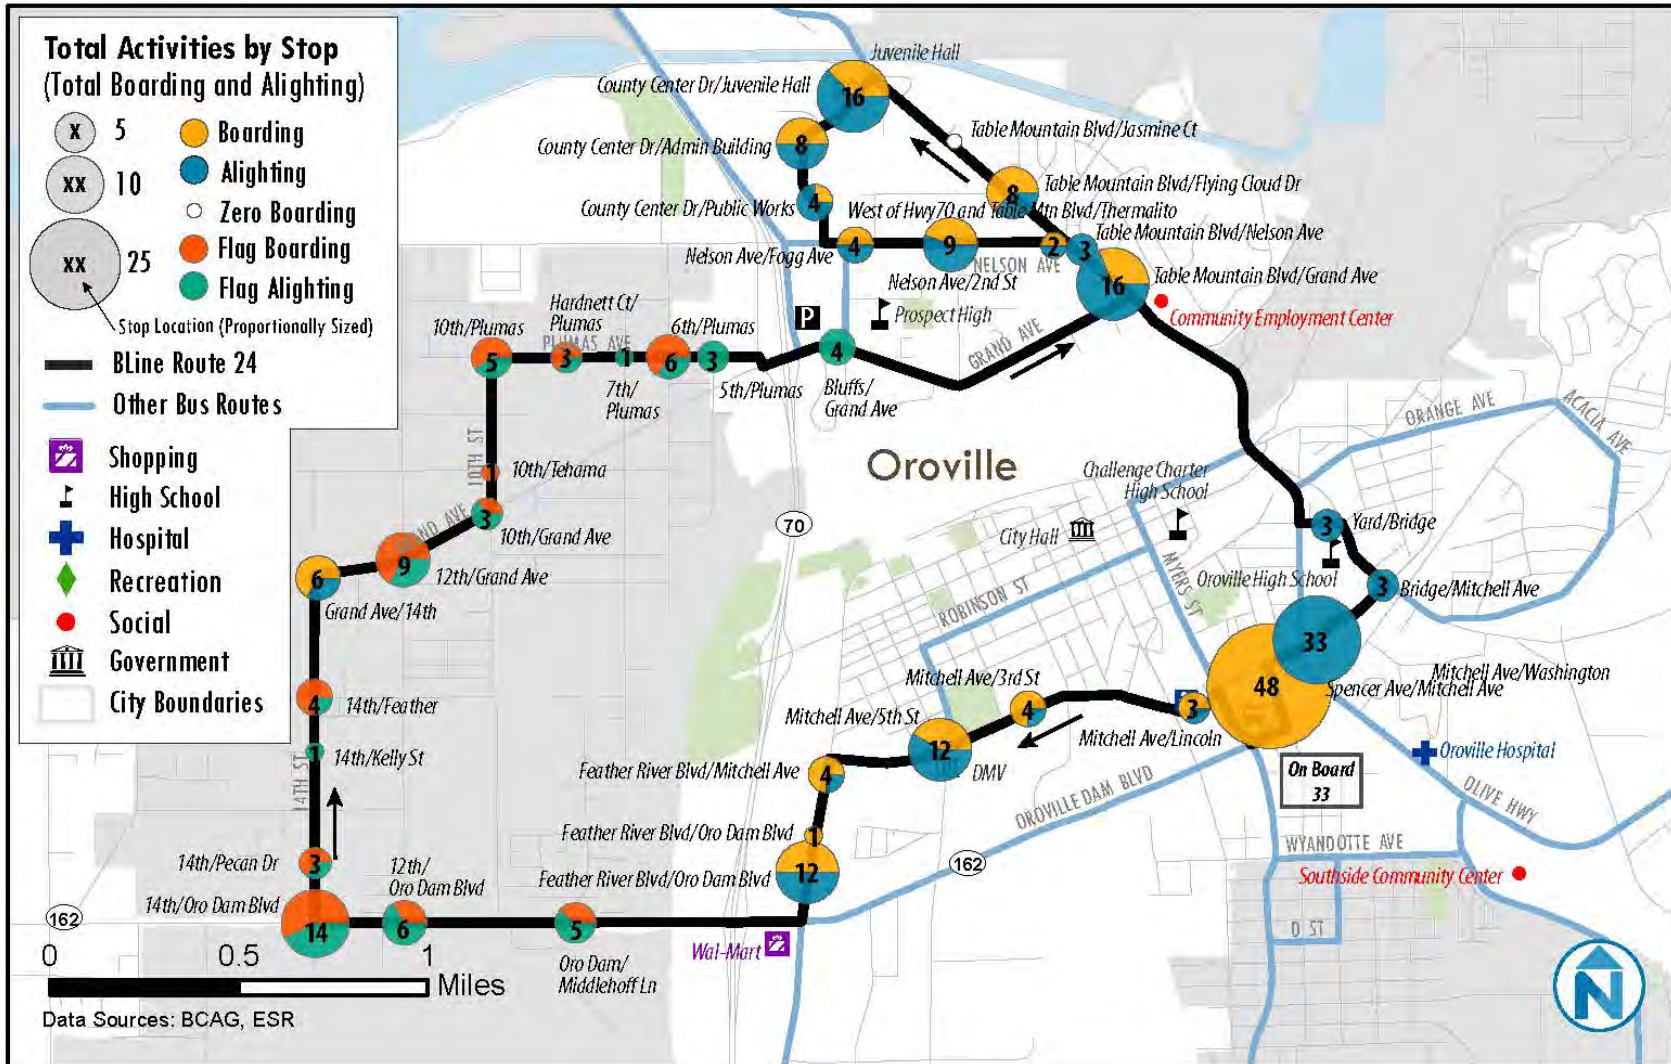 Total Activities by Stop
(Total Boarding and Alighting)
X 5
XX 10
XX 25
Boarding
Alighting
Zero Boarding
Flag Boarding
Flag Alighting
Stop Location (Proportionally Sized)
BLine Route 24
Other Bus Routes
Shopping
High School
Hospital
Recreation
Social
Government
City Boundaries
Juvenile Hall
County Center Dr/Juvenile Hall
16
County Center Dr/Admin Building
8
Table Mountain Blvd/Jasmine Ct
County Center Dr/Public Works
4
8
Table Mountain Blvd/Flying Cloud Dr
West of Hwy70 and Table Mtn Blvd/Thermalito
Nelson Ave/Fogg Ave
4
9
2
3
Table Mountain Blvd/Nelson Ave
NELSON AVE
Nelson Ave/2nd St
16
Table Mountain Blvd/Grand Ave
Community Employment Center
P
Prospect High
GRAND AVE
4
Bluffs/
Grand Ave
10th/Plumas
5
Hardnett Ct/
Plumas
PLUMAS AVE
3
1
7th/
Plumas
6th/Plumas
6
3
5th/Plumas
10TH ST
1
10th/Tehama
3
10th/Grand Ave
GRAND AVE
9
12th/Grand Ave
6
Grand Ave/14th
4
14th/Feather
1
14th/Kelly St
14TH ST
14th/Pecan Dr
3
14th/Oro Dam Blvd
14
12th/
Oro Dam Blvd
6
5
Oro Dam/
Middlehoff Ln
Oroville
70
Challenge Charter
High School
City Hall
ORANGE AVE
ACACIA AVE
MYERS ST
ROBINSON ST
3
Yard/Bridge
Oroville High School
3
Bridge/Mitchell Ave
33
Mitchell Ave/Washington
48
Spencer Ave/Mitchell Ave
3
Mitchell Ave/Lincoln
Mitchell Ave/3rd St
4
Mitchell Ave/5th St
12
DMV
Feather River Blvd/Mitchell Ave
4
Feather River Blvd/Oro Dam Blvd
1
Feather River Blvd/Oro Dam Blvd
12
OROVILLE DAM BLVD
162
On Board
33
Oroville Hospital
OLIVE HWY
WYANDOTTE AVE
Southside Community Center
D ST
Wal-Mart
162
0 0.5 1
Miles
Data Sources: BCAG, ESR
N